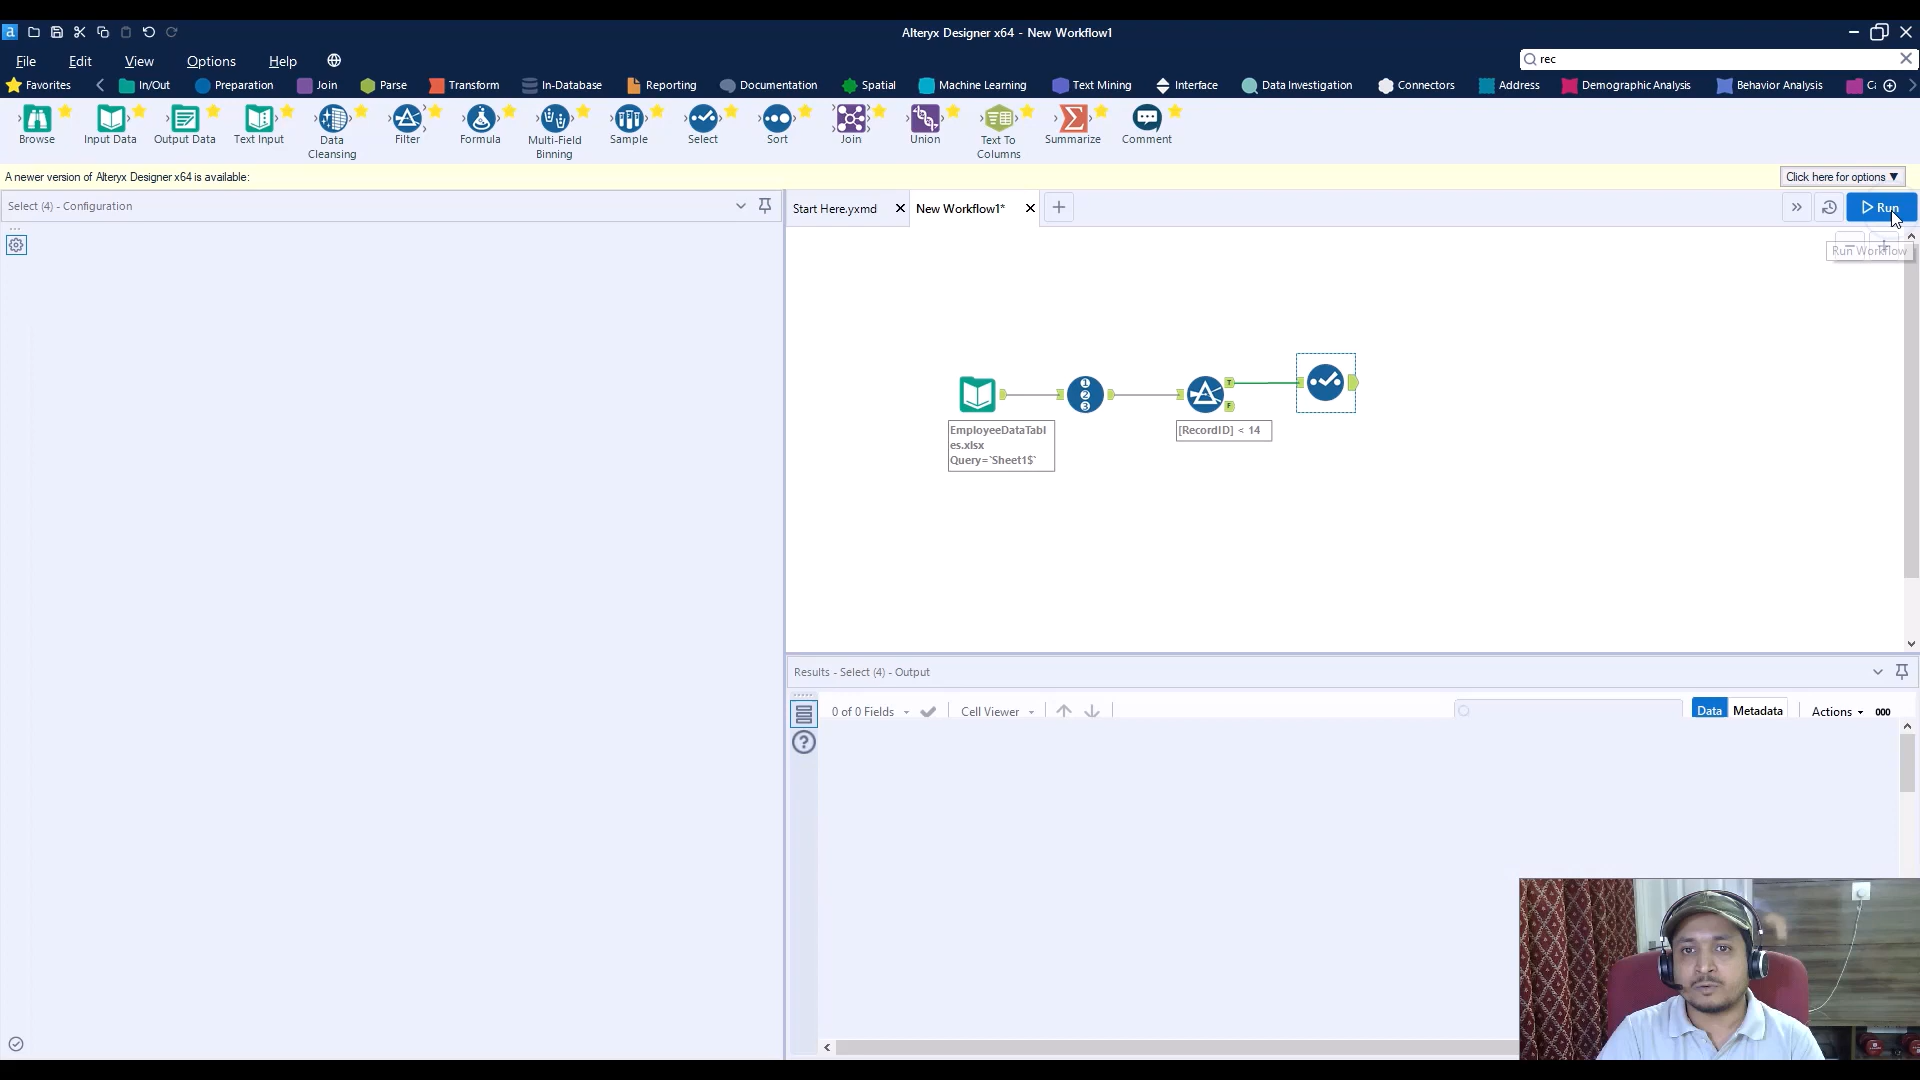 a
Alteryx Designer x64 - New Workflow1
File Edit View Options Help
rec
Favorites In/Out Preparation Join Parse Transform In-Database Reporting Documentation Spatial Machine Learning Text Mining Interface Data Investigation Connectors Address Demographic Analysis Behavior Analysis
Browse Input Data Output Data Text Input Data Cleansing Filter Formula Multi-Field Binning Sample Select Sort Join Union Text To Columns Summarize Comment
A newer version of Alteryx Designer x64 is available:
Click here for options ▼
Select (4) - Configuration
Start Here.yxmd
New Workflow1*
Run
Run Workflow
1
2
3
T
F
EmployeeDataTabl
es.xlsx
Query=`Sheet1$`
[RecordID] < 14
Results - Select (4) - Output
0 of 0 Fields Cell Viewer Data Metadata Actions 000
?